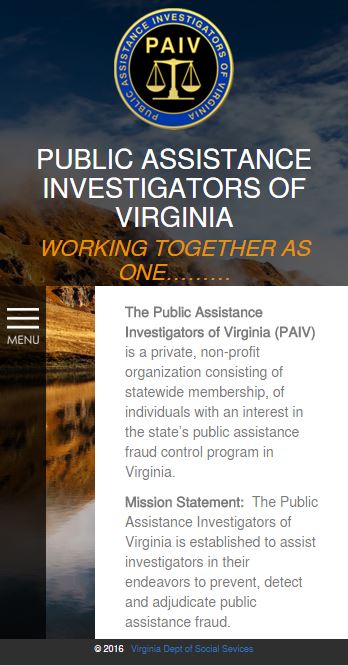 PUBLIC ASSISTANCE INVESTIGATORS OF VIRGINIA
PAIV
PUBLIC ASSISTANCE
INVESTIGATORS OF
VIRGINIA
WORKING TOGETHER AS
ONE.........
MENU
The Public Assistance
Investigators of Virginia (PAIV)
is a private, non-profit
organization consisting of
statewide membership, of
individuals with an interest in
the state's public assistance
fraud control program in
Virginia.
Mission Statement: The Public
Assistance Investigators of
Virginia is established to assist
investigators in their
endeavors to prevent, detect
and adjudicate public
assistance fraud.
© 2016 Virginia Dept of Social Sevices